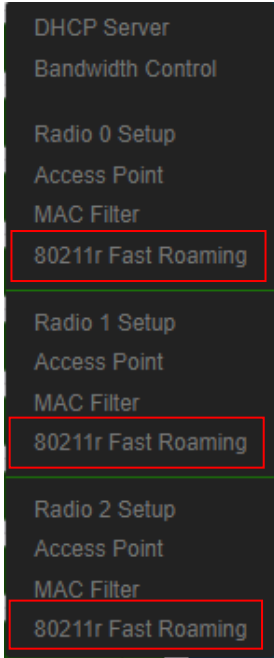 DHCP Server
Bandwidth Control
Radio 0 Setup
Access Point
MAC Filter
80211r Fast Roaming
Radio 1 Setup
Access Point
MAC Filter
80211r Fast Roaming
Radio 2 Setup
Access Point
MAC Filter
80211r Fast Roaming